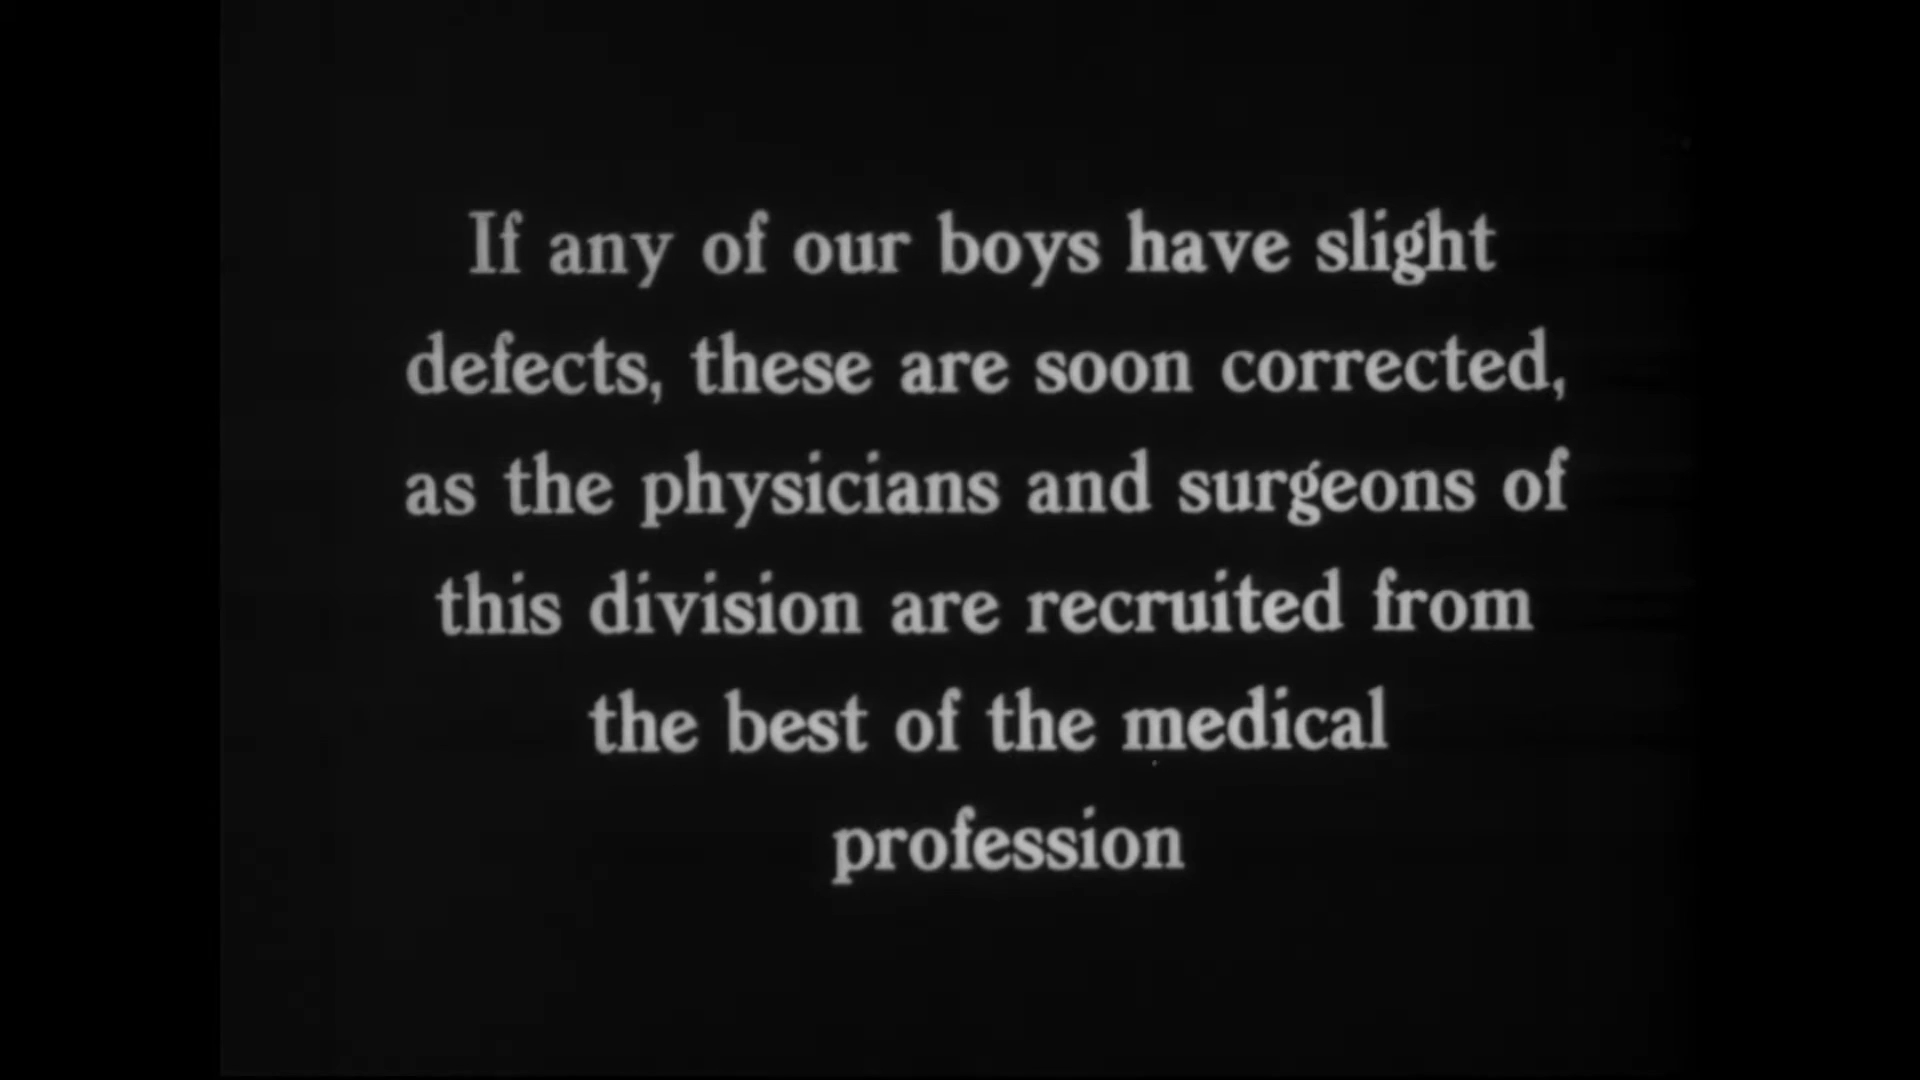 If any of our boys have slight
defects, these are soon corrected,
as the physicians and surgeons of
this division are recruited from
the best of the medical
profession